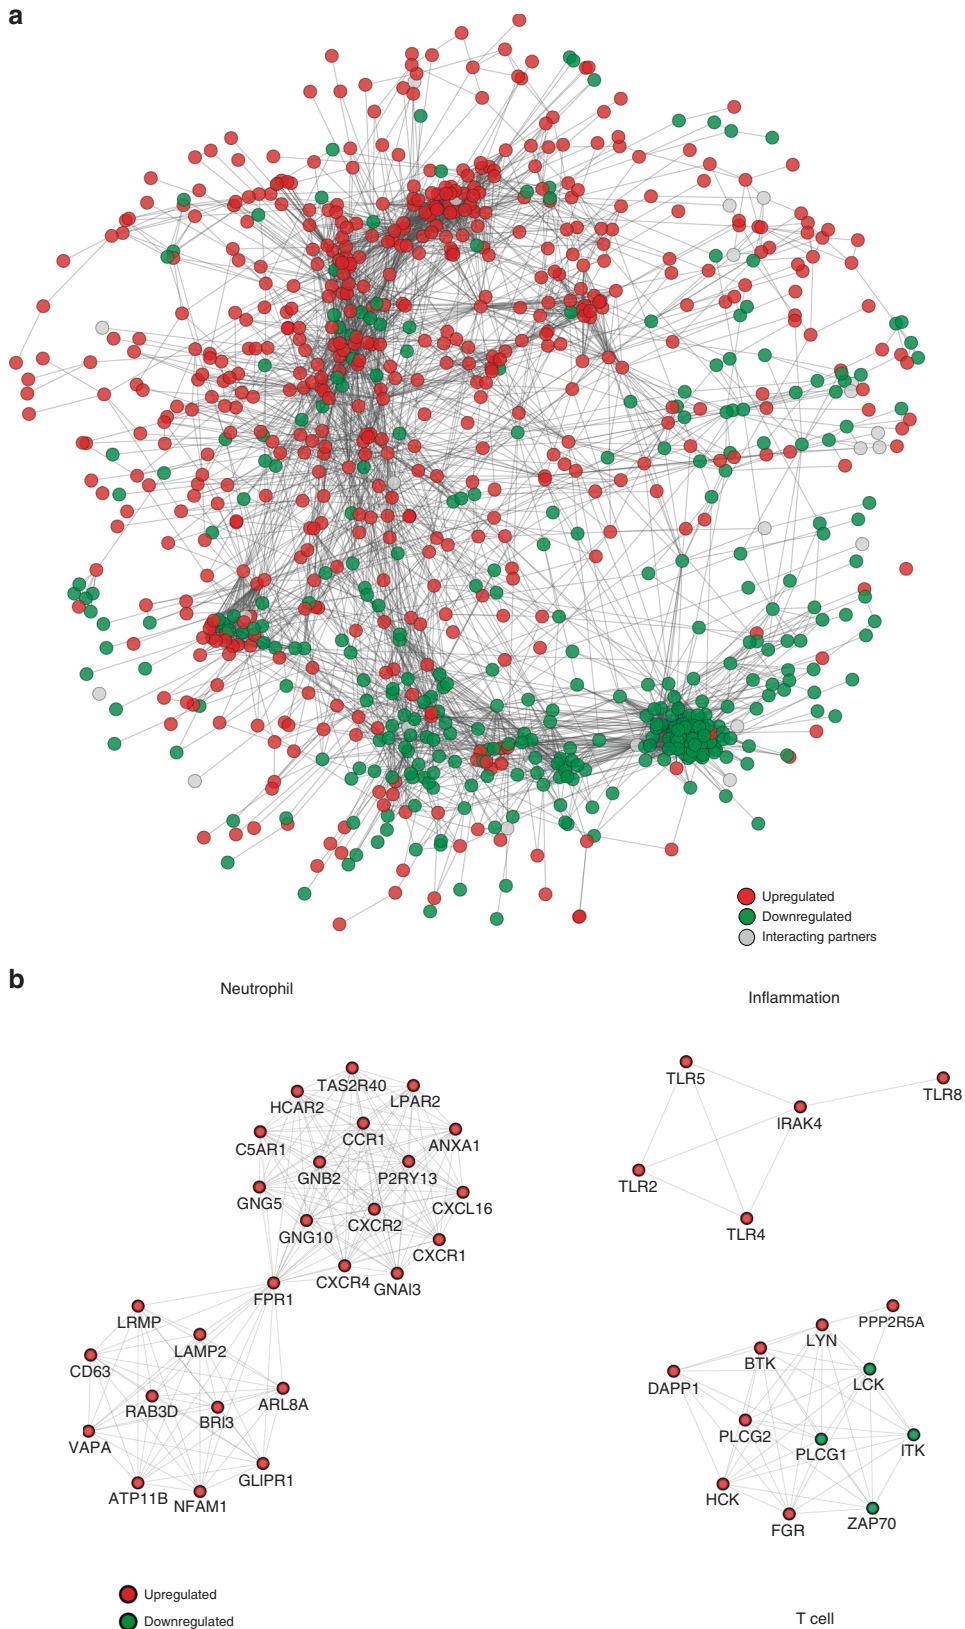 a
Upregulated
Downregulated
Interacting partners
b
Neutrophil
Inflammation
TAS2R40
HCAR2
LPAR2
CCR1
C5AR1
ANXA1
GNB2
P2RY13
GNG5
CXCL16
GNG10
CXCR2
CXCR1
CXCR4
GNAI3
FPR1
LRMP
LAMP2
CD63
ARL8A
RAB3D
BRI3
VAPA
GLIPR1
ATP11B
NFAM1
TLR5
TLR8
IRAK4
TLR2
TLR4
PPP2R5A
LYN
BTK
LCK
DAPP1
PLCG2
PLCG1
ITK
HCK
FGR
ZAP70
Upregulated
Downregulated
T cell